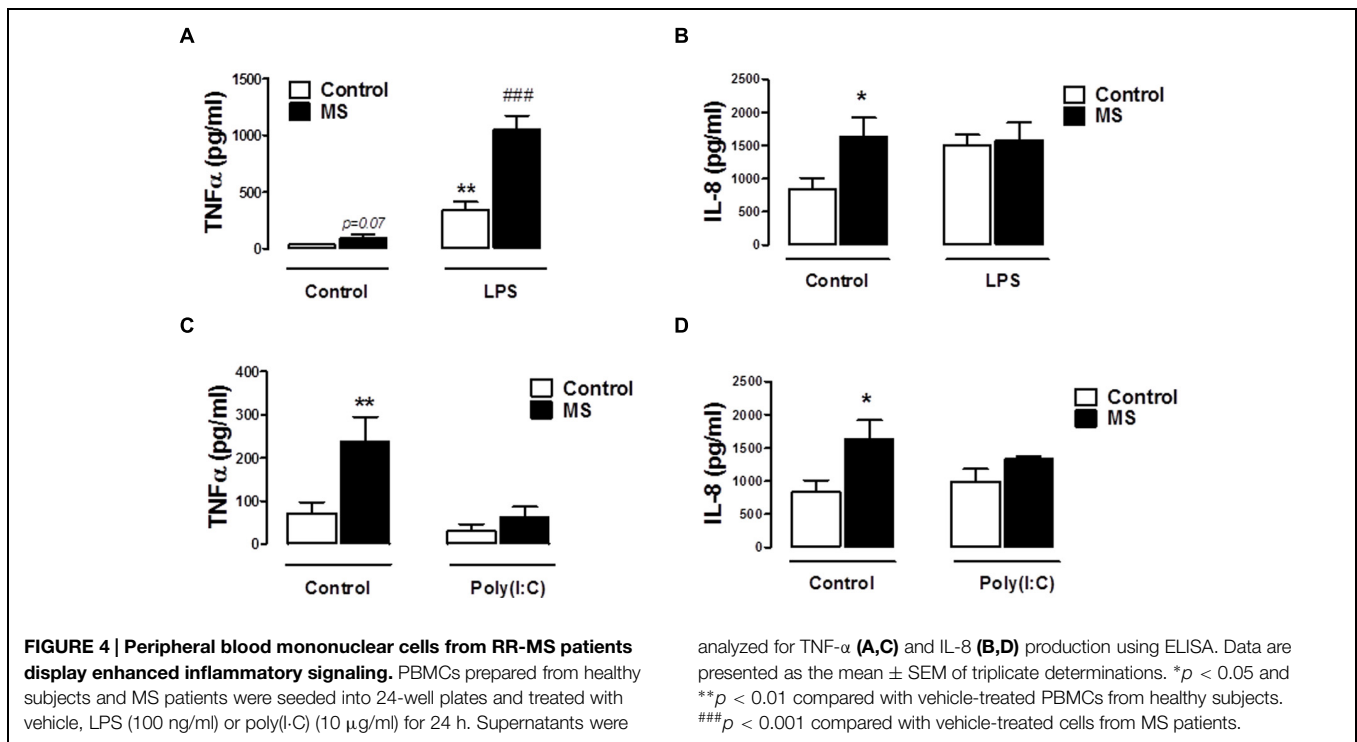 A
TNFα (pg/ml)
1500
1000
500
0
Control
MS
p=0.07
**
###
Control
LPS
B
IL-8 (pg/ml)
2500
2000
1500
1000
500
0
*
Control
MS
Control
LPS
C
TNFα (pg/ml)
400
300
200
100
0
**
Control
MS
Control
Poly(I:C)
D
IL-8 (pg/ml)
2500
2000
1500
1000
500
0
*
Control
MS
Control
Poly(I:C)
FIGURE 4 | Peripheral blood mononuclear cells from RR-MS patients
display enhanced inflammatory signaling. PBMCs prepared from healthy
subjects and MS patients were seeded into 24-well plates and treated with
vehicle, LPS (100 ng/ml) or poly(I·C) (10 μg/ml) for 24 h. Supernatants were
analyzed for TNF-α (A,C) and IL-8 (B,D) production using ELISA. Data are
presented as the mean ± SEM of triplicate determinations. *p < 0.05 and
**p < 0.01 compared with vehicle-treated PBMCs from healthy subjects.
###p < 0.001 compared with vehicle-treated cells from MS patients.